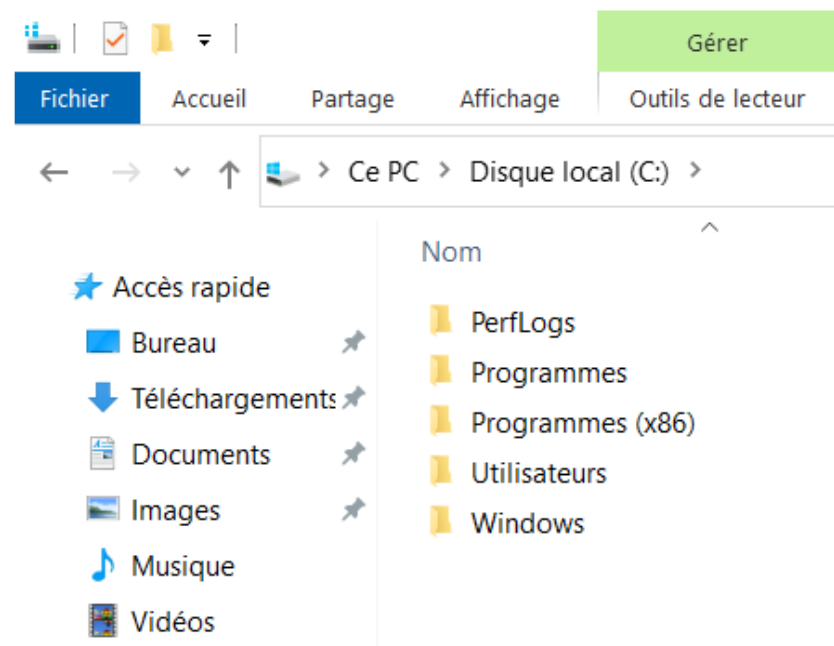 Gérer
Fichier Accueil Partage Affichage Outils de lecteur
Ce PC > Disque local (C:) >
Nom
Accès rapide
Bureau
Téléchargements
Documents
Images
Musique
Vidéos
PerfLogs
Programmes
Programmes (x86)
Utilisateurs
Windows